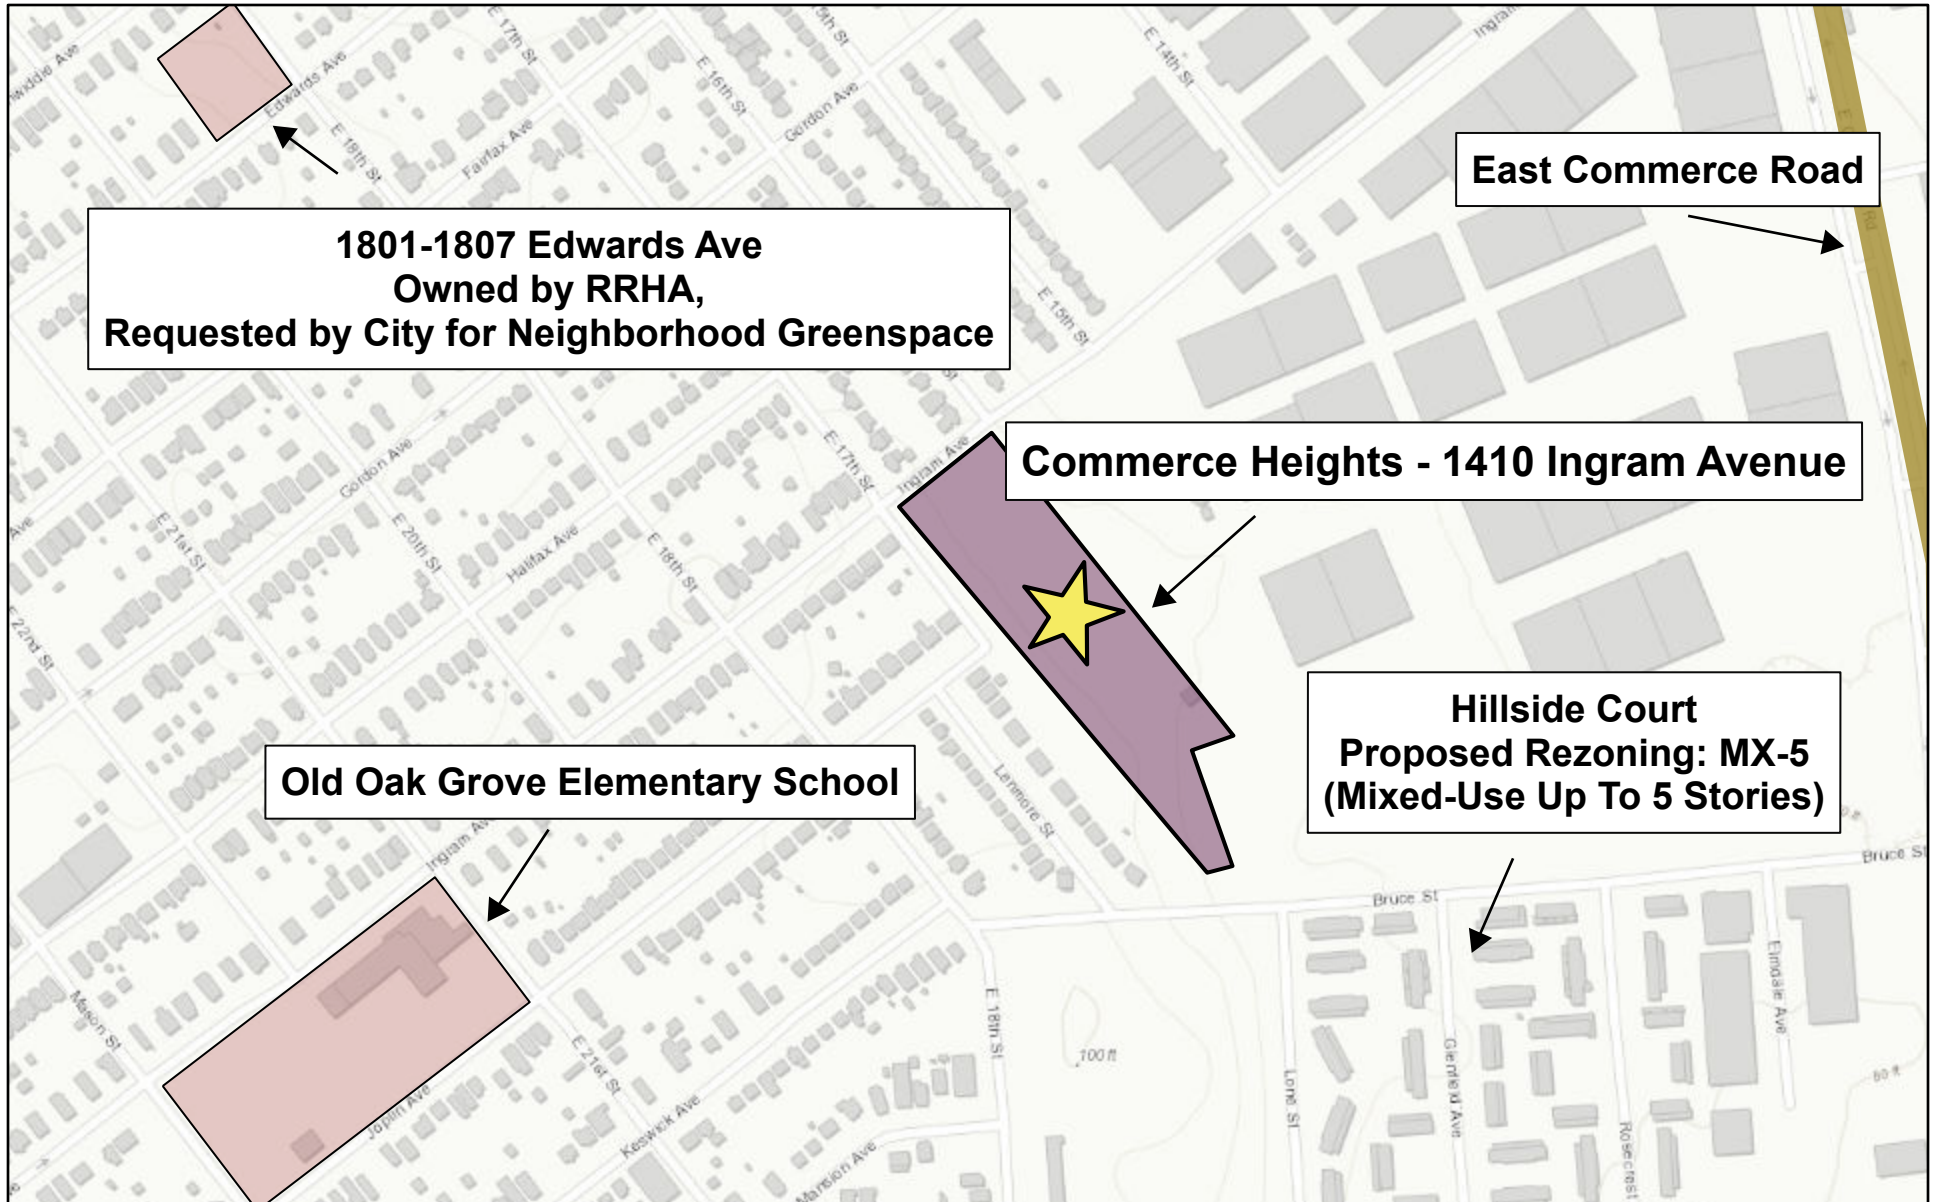 E 17th St
E 14th St
Edwards Ave
E 16th St
Gordon Ave
E 18th St
Fairfax Ave
East Commerce Road
Rd
1801-1807 Edwards Ave
Owned by RRHA,
Requested by City for Neighborhood Greenspace
E 15th St
St
Commerce Heights - 1410 Ingram Avenue
E 17th St
Ingram Ave
Gordon Ave
E 21st St
E 20th St
Halifax Ave
E 18th St
Ave
E 22nd St
Hillside Court
Proposed Rezoning: MX-5
(Mixed-Use Up To 5 Stories)
Old Oak Grove Elementary School
Lenmore St
Ingram Ave
Bruce St
Bruce St
Mason St
E 21st St
E 18th St
100 ft
Elmdale Ave
80 ft
Lone St
Glenfield Ave
Joplin Ave
Keswick Ave
Mansion Ave
Rosecrest